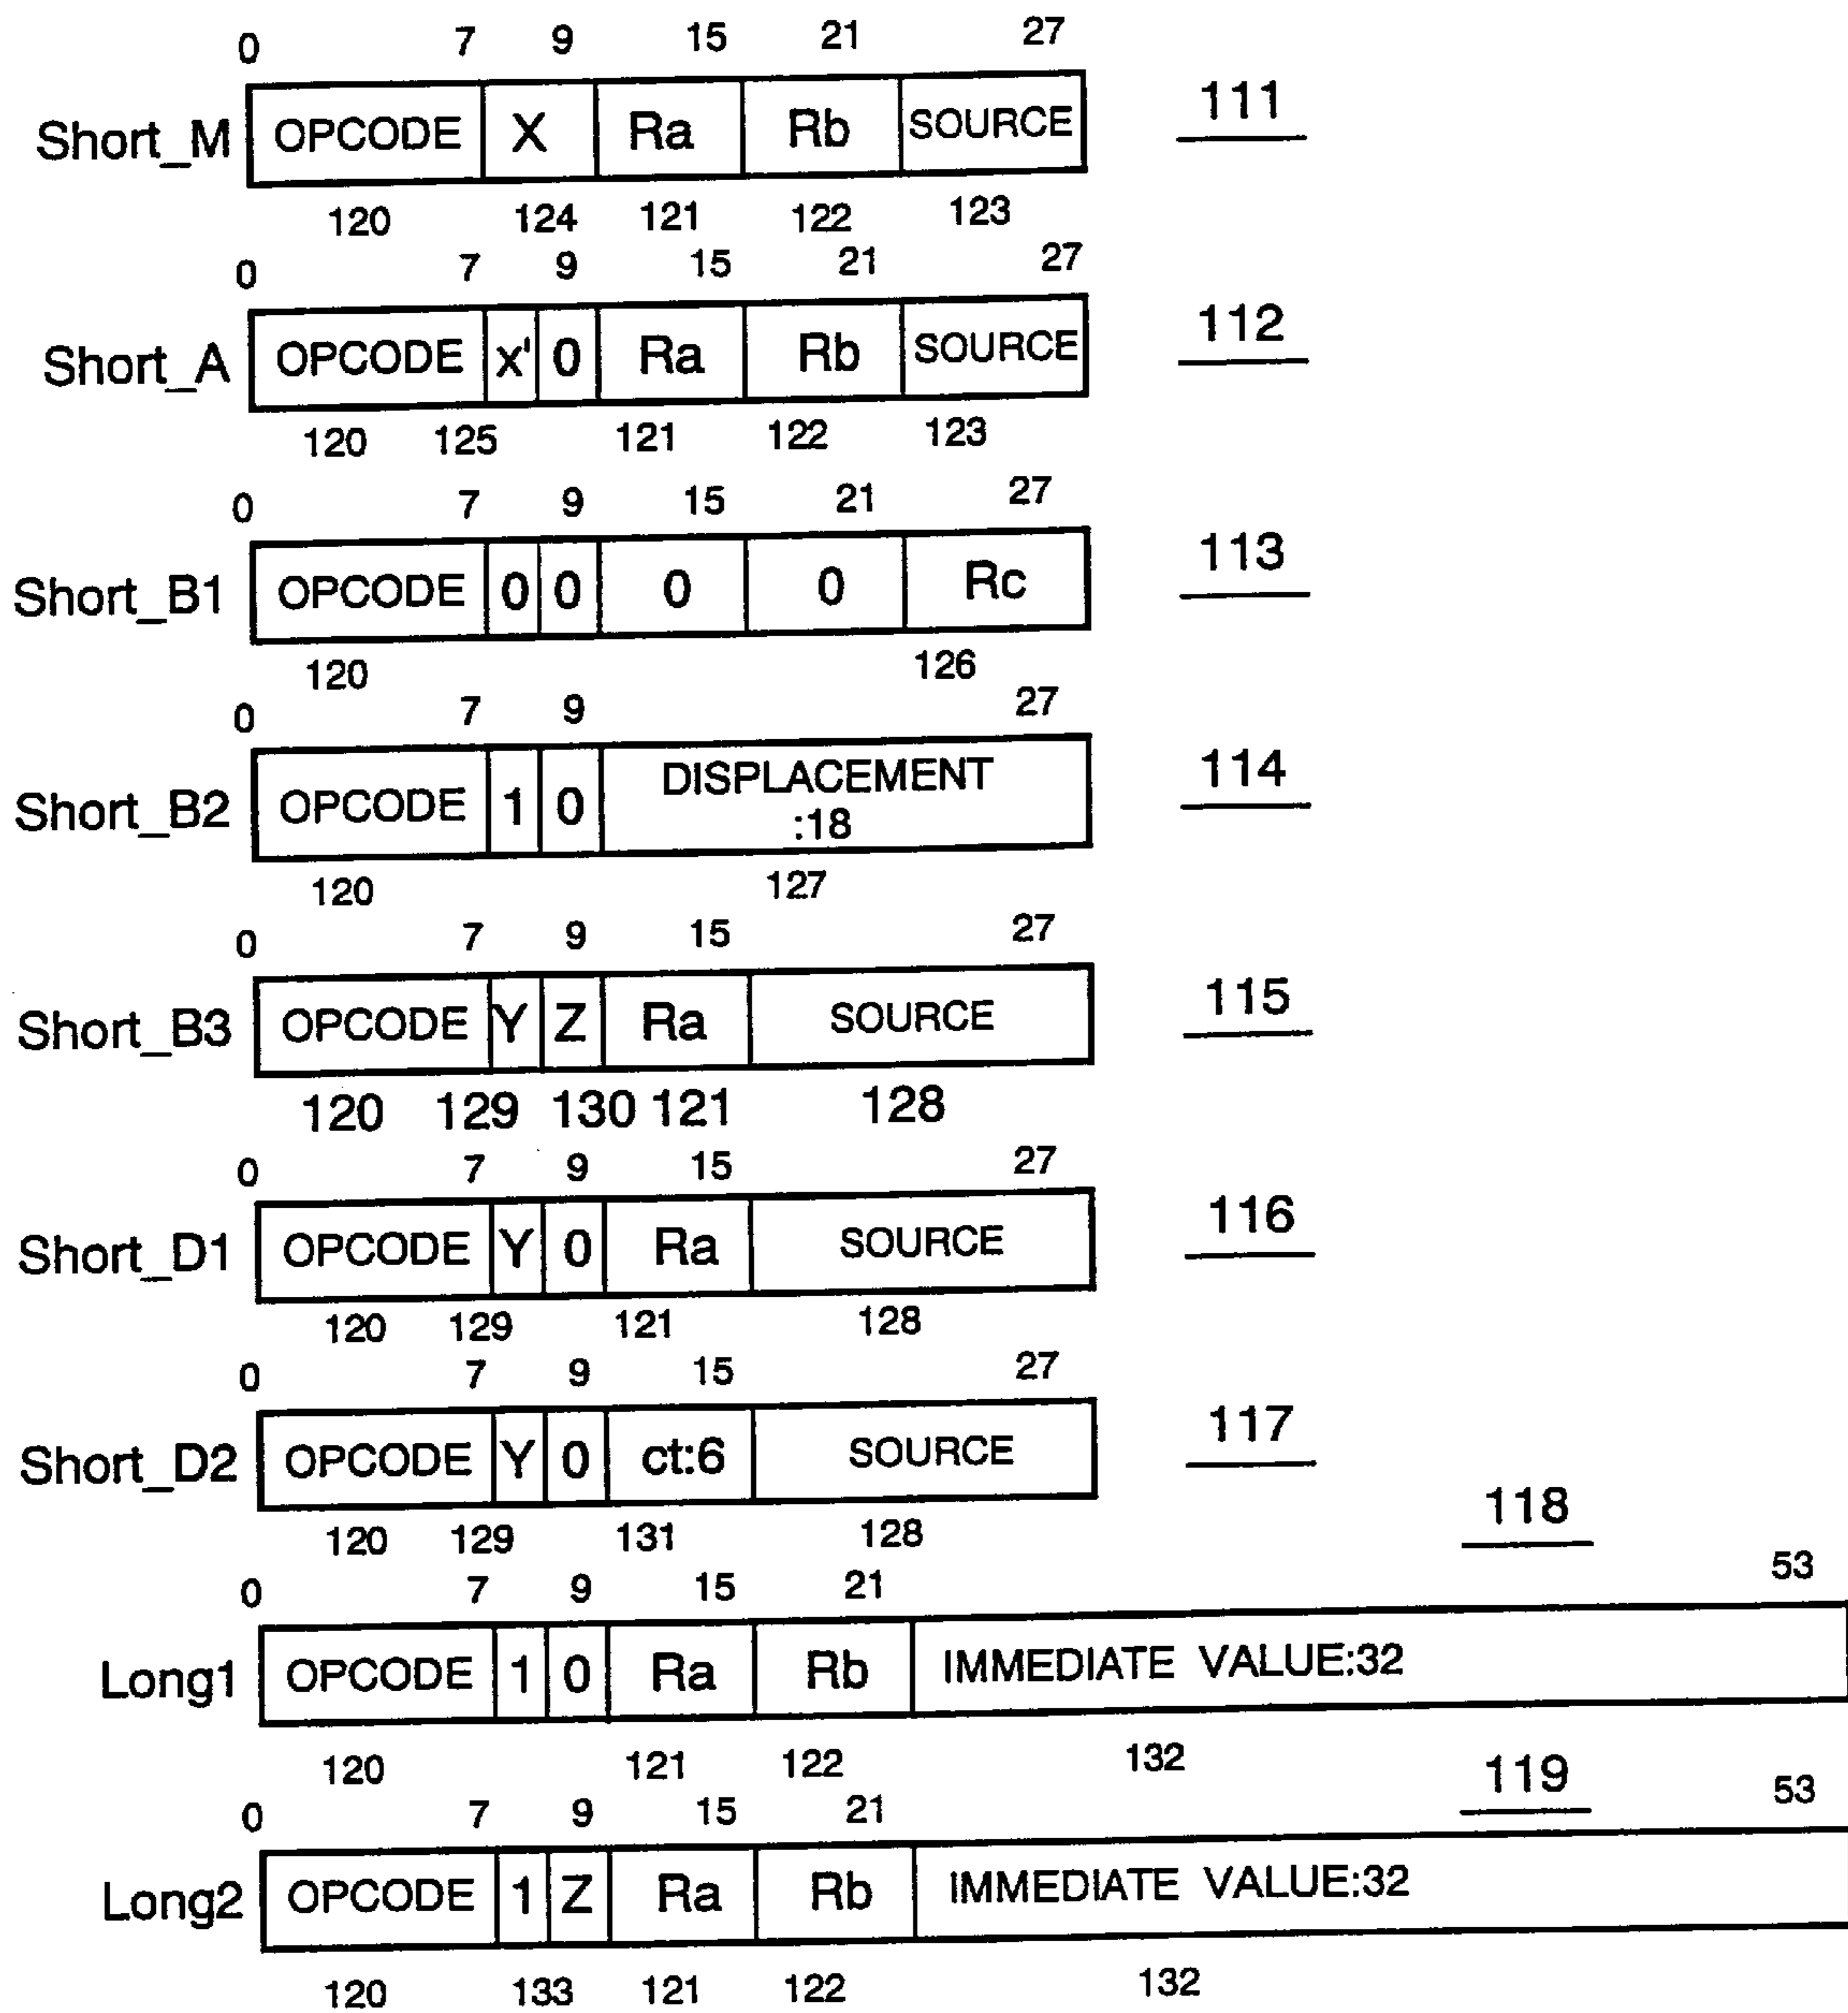 0 7 9 15 21 27
Short_M OPCODE X Ra Rb SOURCE 111
120 124 121 122 123
0 7 9 15 21 27
Short_A OPCODE x' 0 Ra Rb SOURCE 112
120 125 121 122 123
0 7 9 15 21 27
Short_B1 OPCODE 0 0 0 0 Rc 113
120 126
0 7 9 27
Short_B2 OPCODE 1 0 DISPLACEMENT :18 114
120 127
0 7 9 15 27
Short_B3 OPCODE Y Z Ra SOURCE 115
120 129 130 121 128
0 7 9 15 27
Short_D1 OPCODE Y 0 Ra SOURCE 116
120 129 121 128
0 7 9 15 27
Short_D2 OPCODE Y 0 ct:6 SOURCE 117
120 129 131 128
118
0 7 9 15 21 53
Long1 OPCODE 1 0 Ra Rb IMMEDIATE VALUE:32
120 121 122 132
119
0 7 9 15 21 53
Long2 OPCODE 1 Z Ra Rb IMMEDIATE VALUE:32
120 133 121 122 132